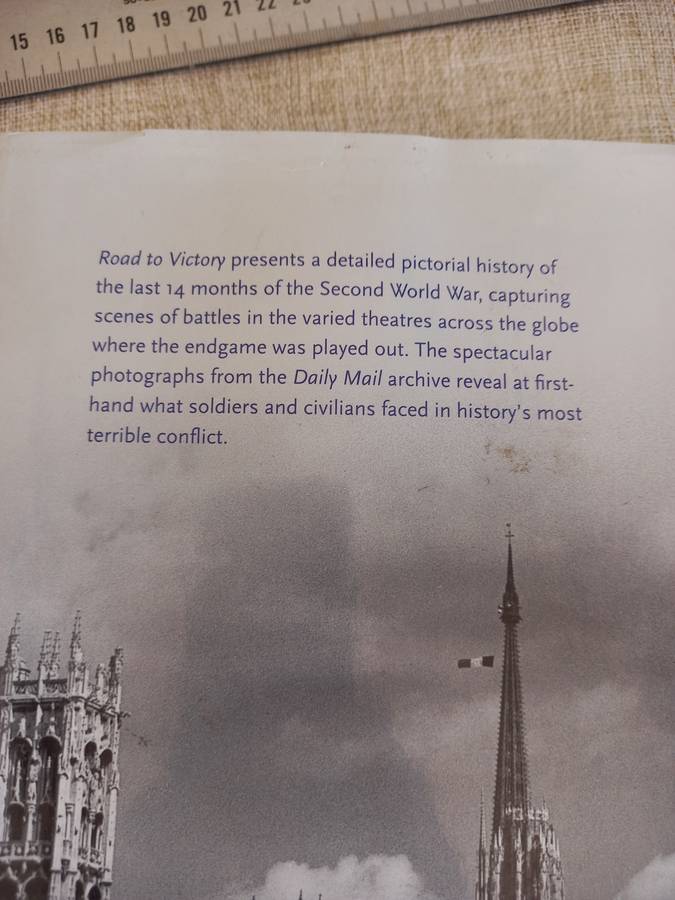 15 16 17 18 19 20 21 22
Road to Victory presents a detailed pictorial history of
the last 14 months of the Second World War, capturing
scenes of battles in the varied theatres across the globe
where the endgame was played out. The spectacular
photographs from the Daily Mail archive reveal at first-
hand what soldiers and civilians faced in history's most
terrible conflict.